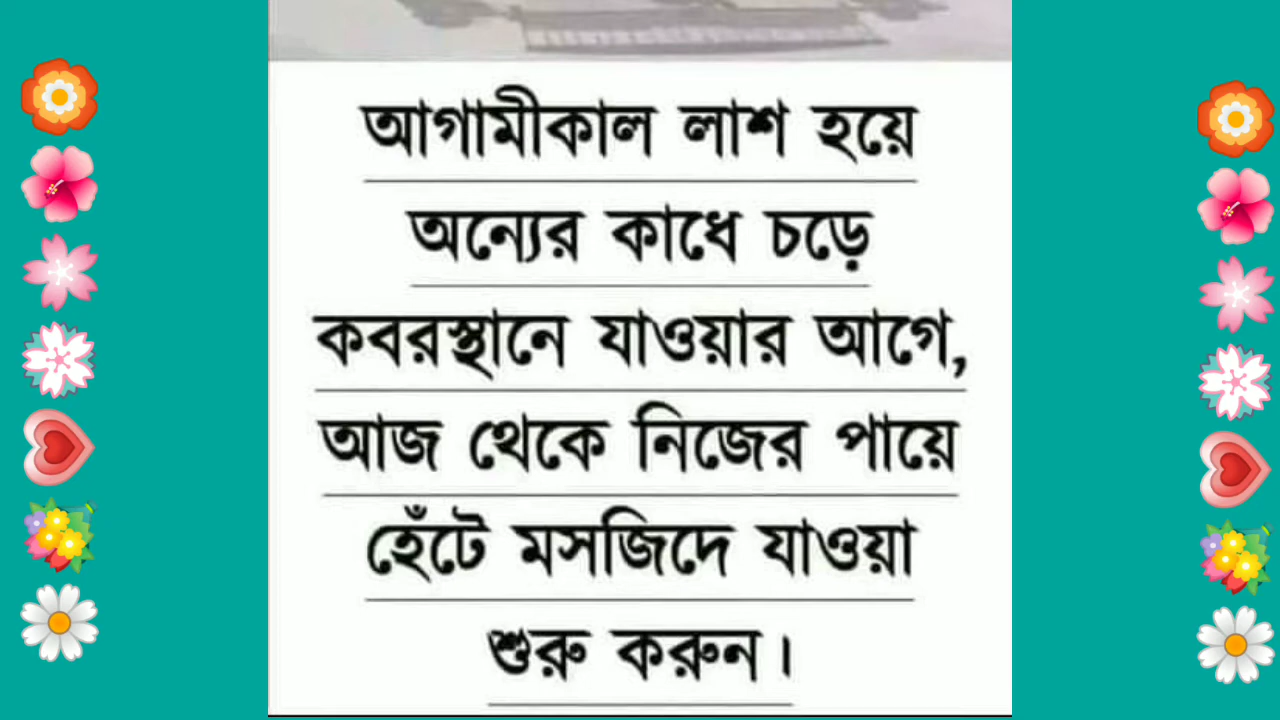 আগামীকাল লাশ হয়ে
অন্যের কাধে চড়ে
কবরস্থানে যাওয়ার আগে,
আজ থেকে নিজের পায়ে
হেঁটে মসজিদে যাওয়া
শুরু করুন।